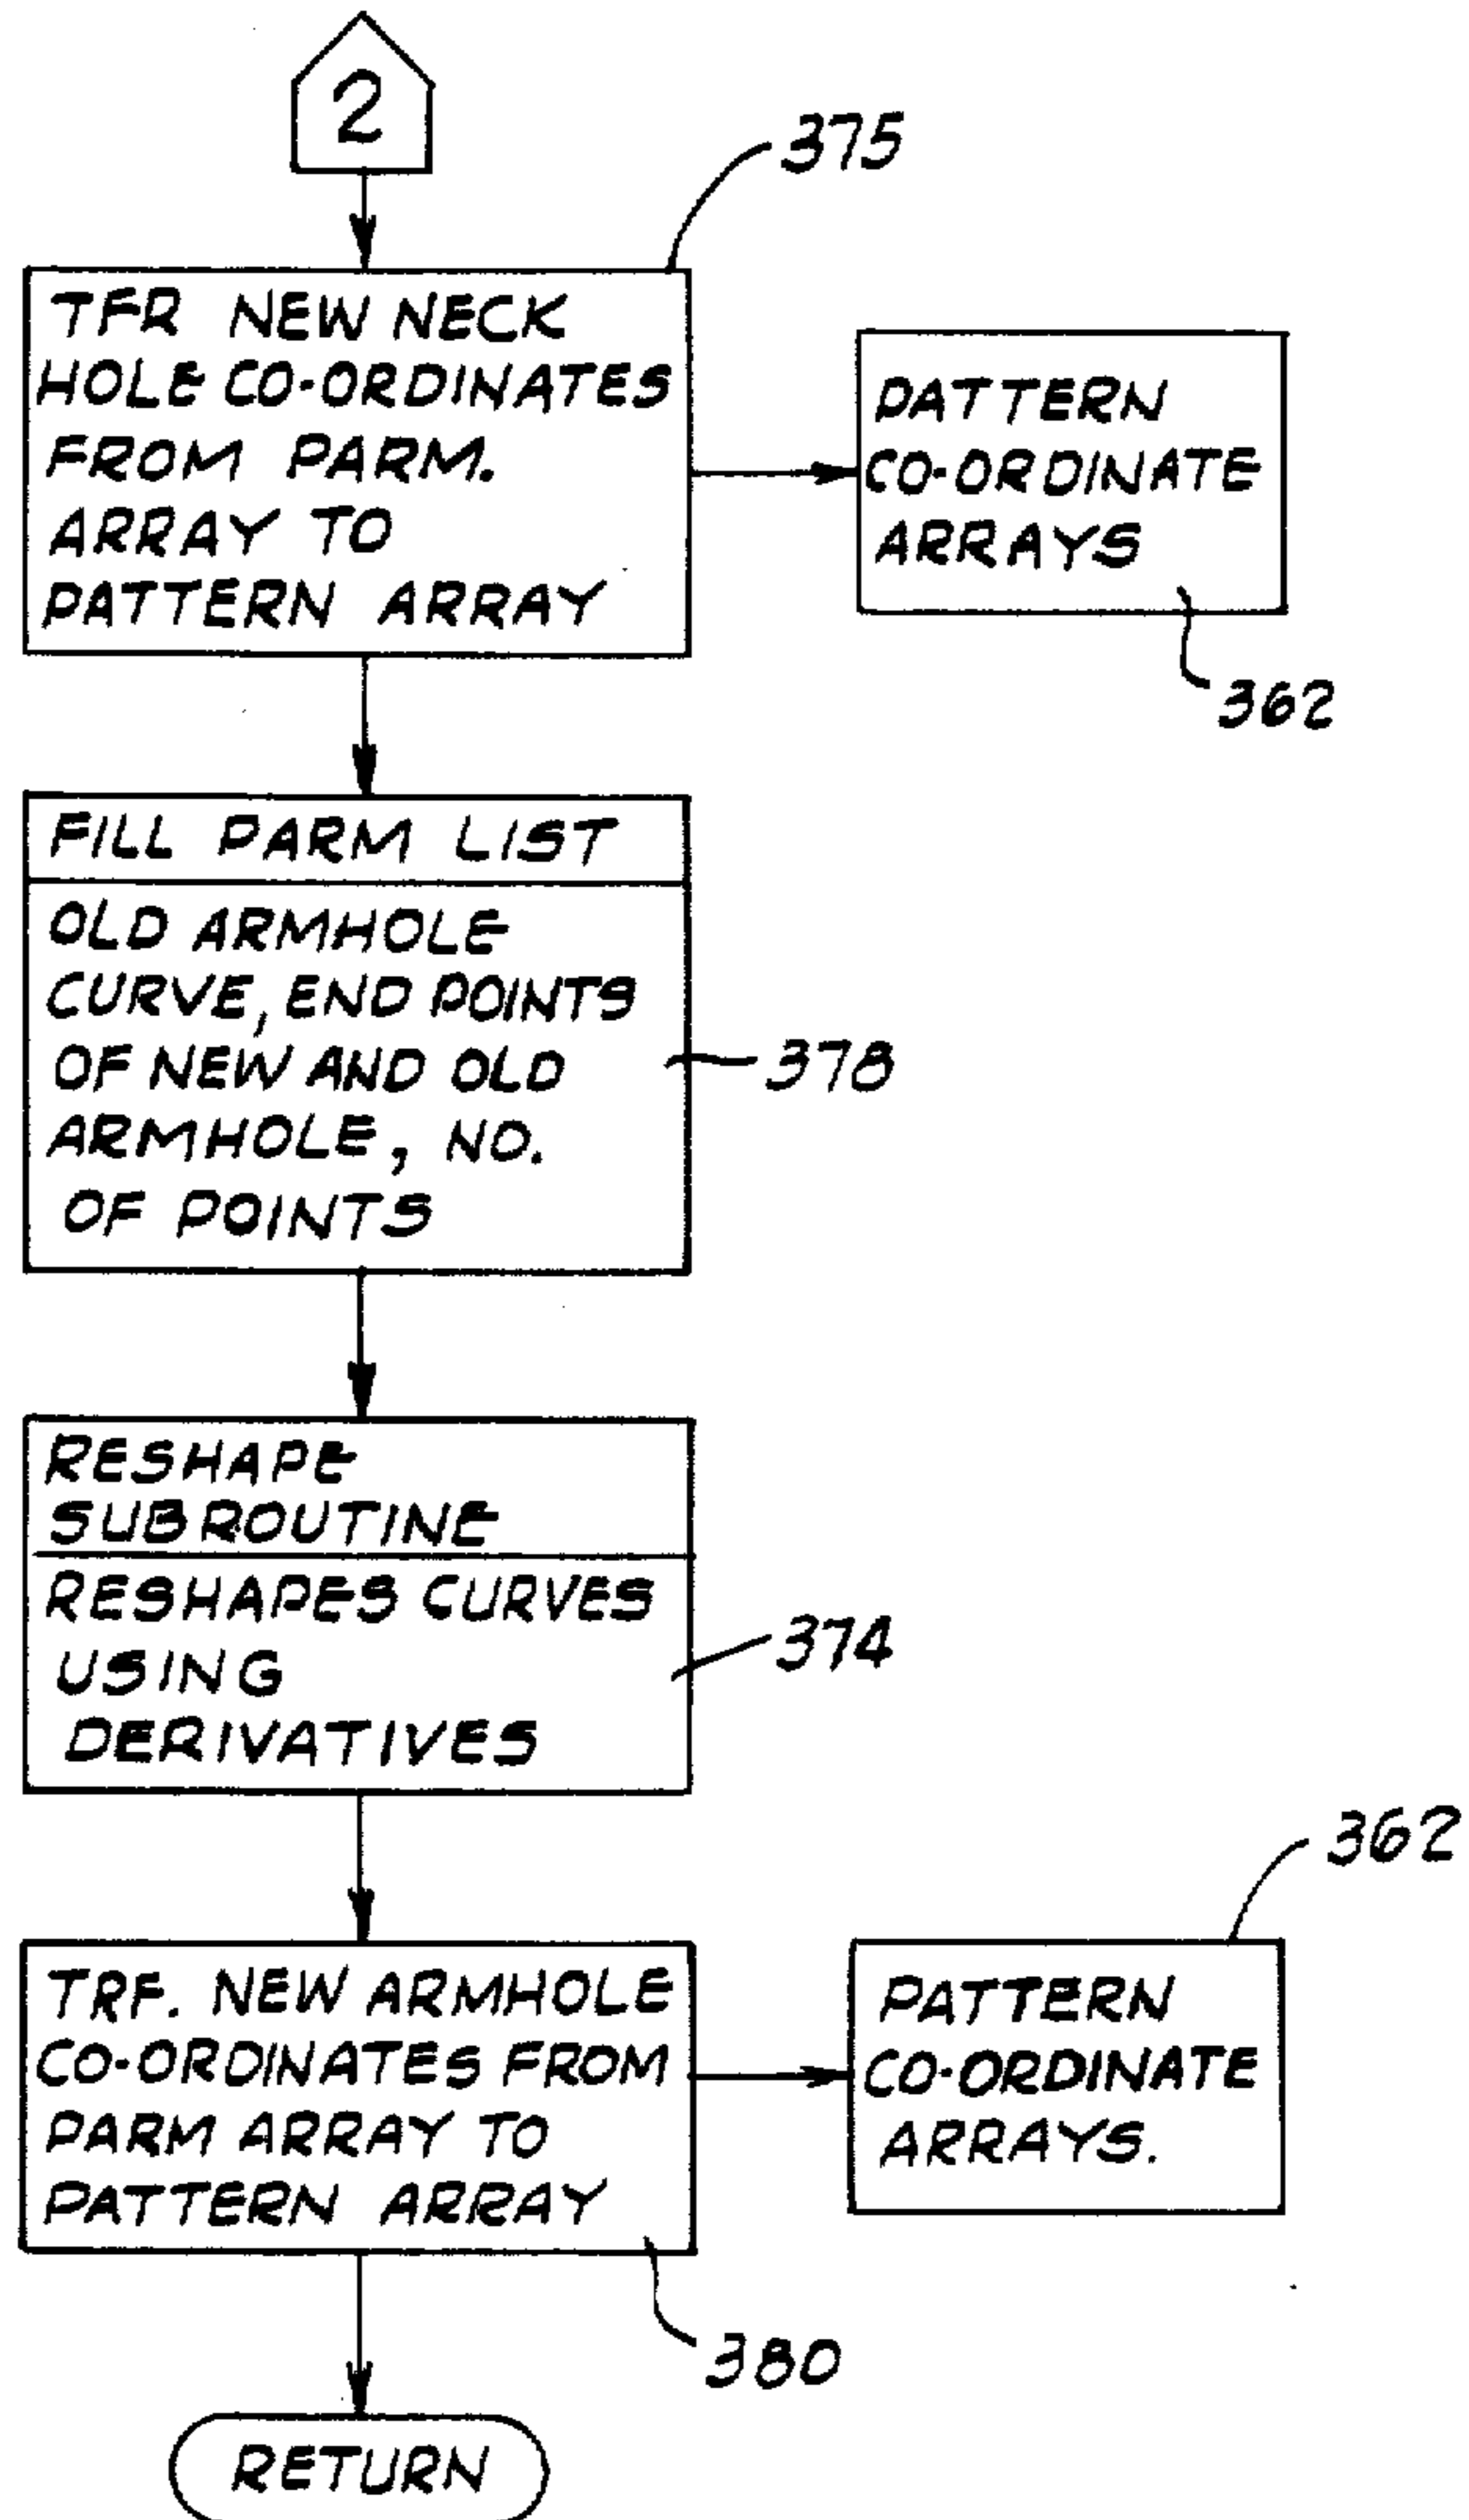 2
375
TFR NEW NECK
HOLE CO-ORDINATES
FROM PARM.
ARRAY TO
PATTERN ARRAY
PATTERN
CO-ORDINATE
ARRAYS
362
FILL PARM LIST
OLD ARMHOLE
CURVE, END POINTS
OF NEW AND OLD
ARMHOLE, NO.
OF POINTS
378
RESHAPE
SUBROUTINE
RESHAPES CURVES
USING
DERIVATIVES
374
362
TRF. NEW ARMHOLE
CO-ORDINATES FROM
PARM ARRAY TO
PATTERN ARRAY
PATTERN
CO-ORDINATE
ARRAYS.
380
RETURN